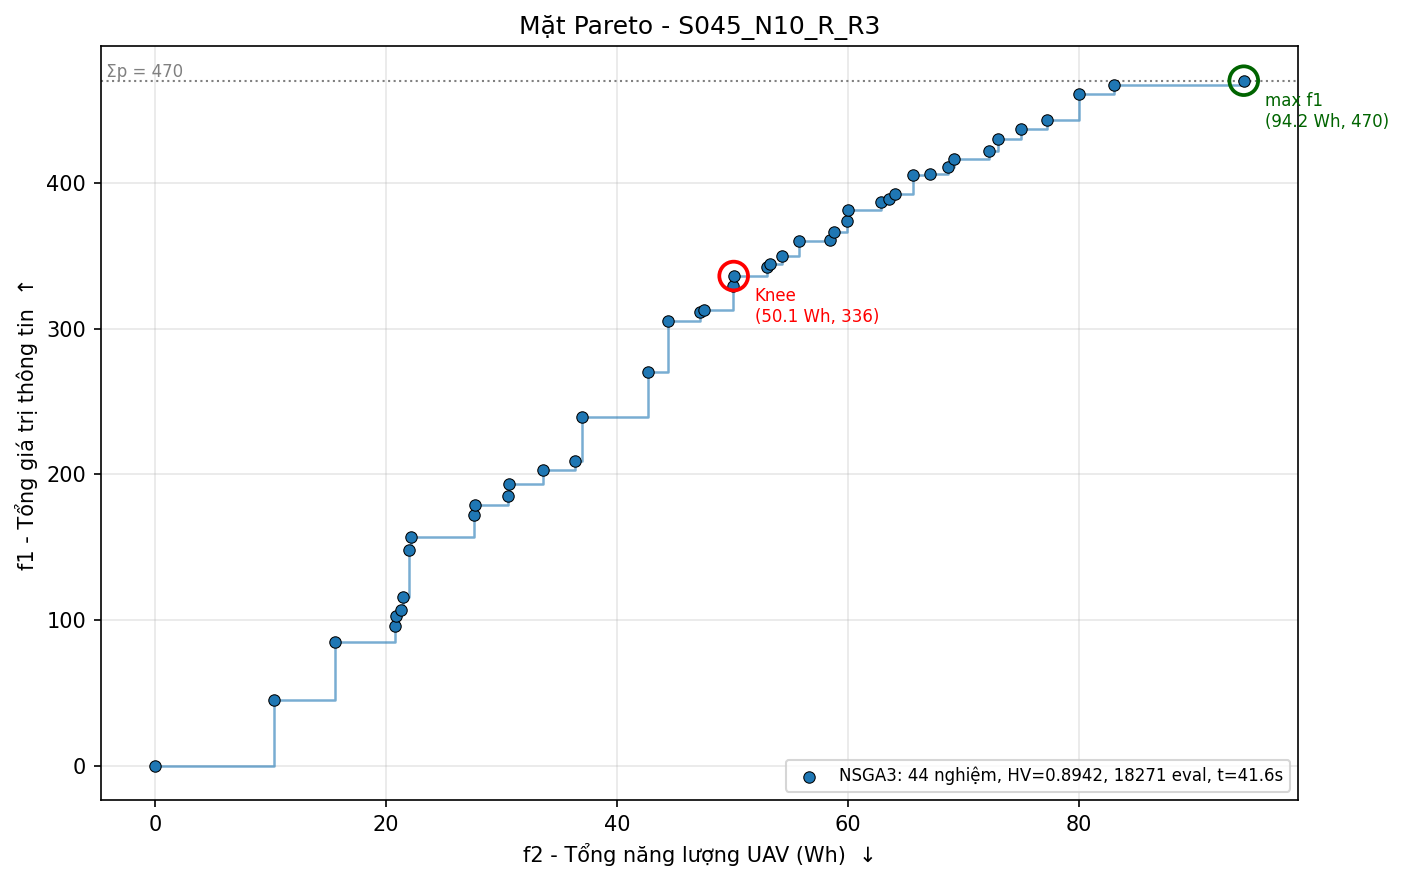 Mặt Pareto - S045_N10_R_R3
Σp = 470
max f1
(94.2 Wh, 470)
Knee
(50.1 Wh, 336)
400
300
200
100
0
f1 - Tổng giá trị thông tin ↑
NSGA3: 44 nghiệm, HV=0.8942, 18271 eval, t=41.6s
0 20 40 60 80
f2 - Tổng năng lượng UAV (Wh) ↓